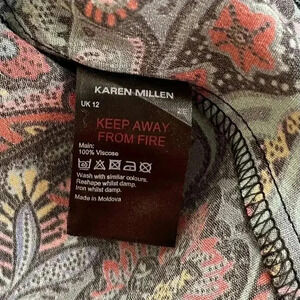 KAREN MILLEN
UK 12
KEEP AWAY
FROM FIRE
Main:
100% Viscose
Wash with similar colours.
Reshape whilst damp.
Iron whilst damp.
Made in Moldova